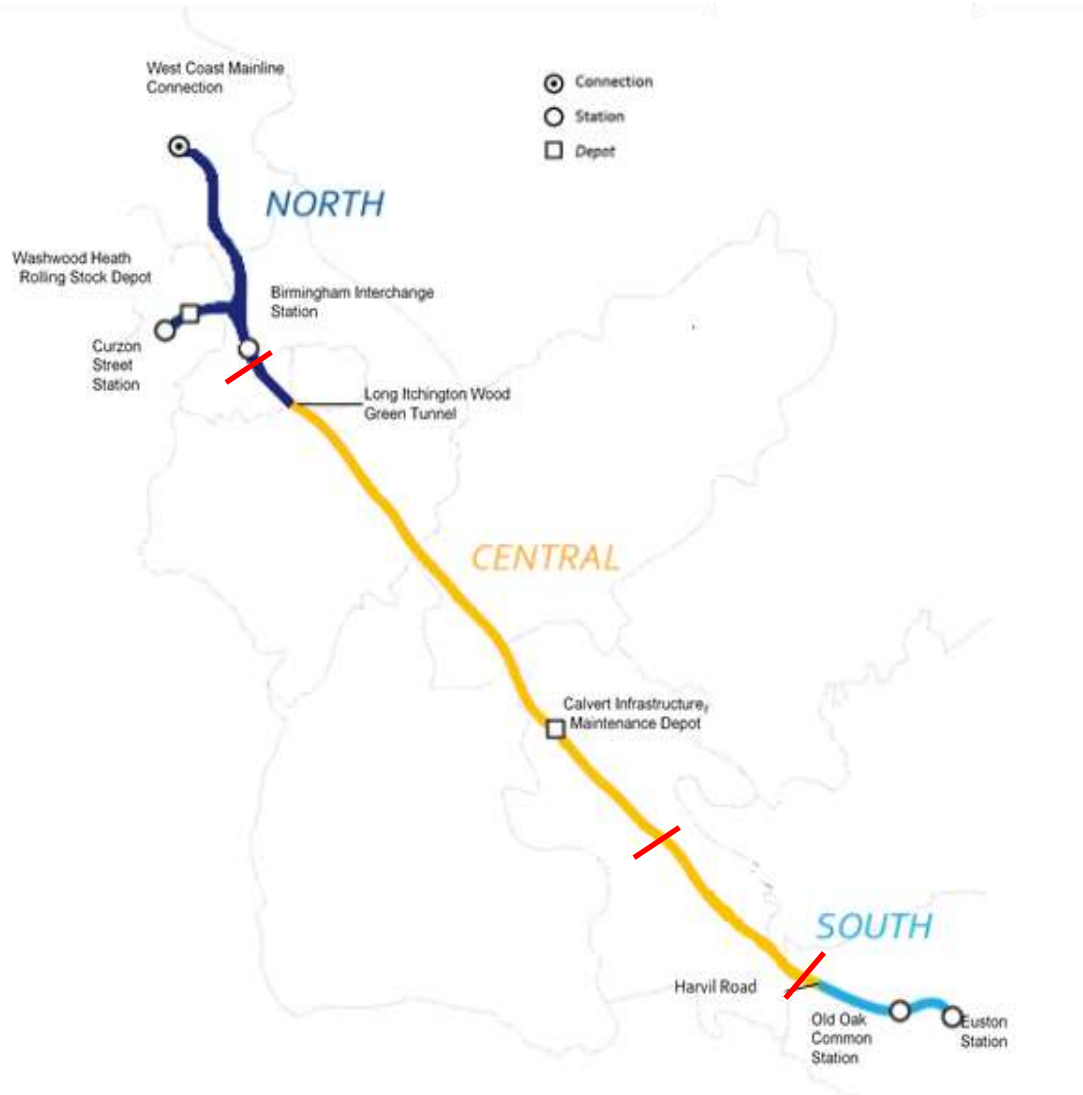 West Coast Mainline
Connection
Connection
Station
Depot
NORTH
Washwood Heath
Rolling Stock Depot
Birmingham Interchange
Station
Curzon
Street
Station
Long Itchington Wood
Green Tunnel
CENTRAL
Calvert Infrastructure,
Maintenance Depot
SOUTH
Harvil Road
Old Oak
Common
Station
Euston
Station